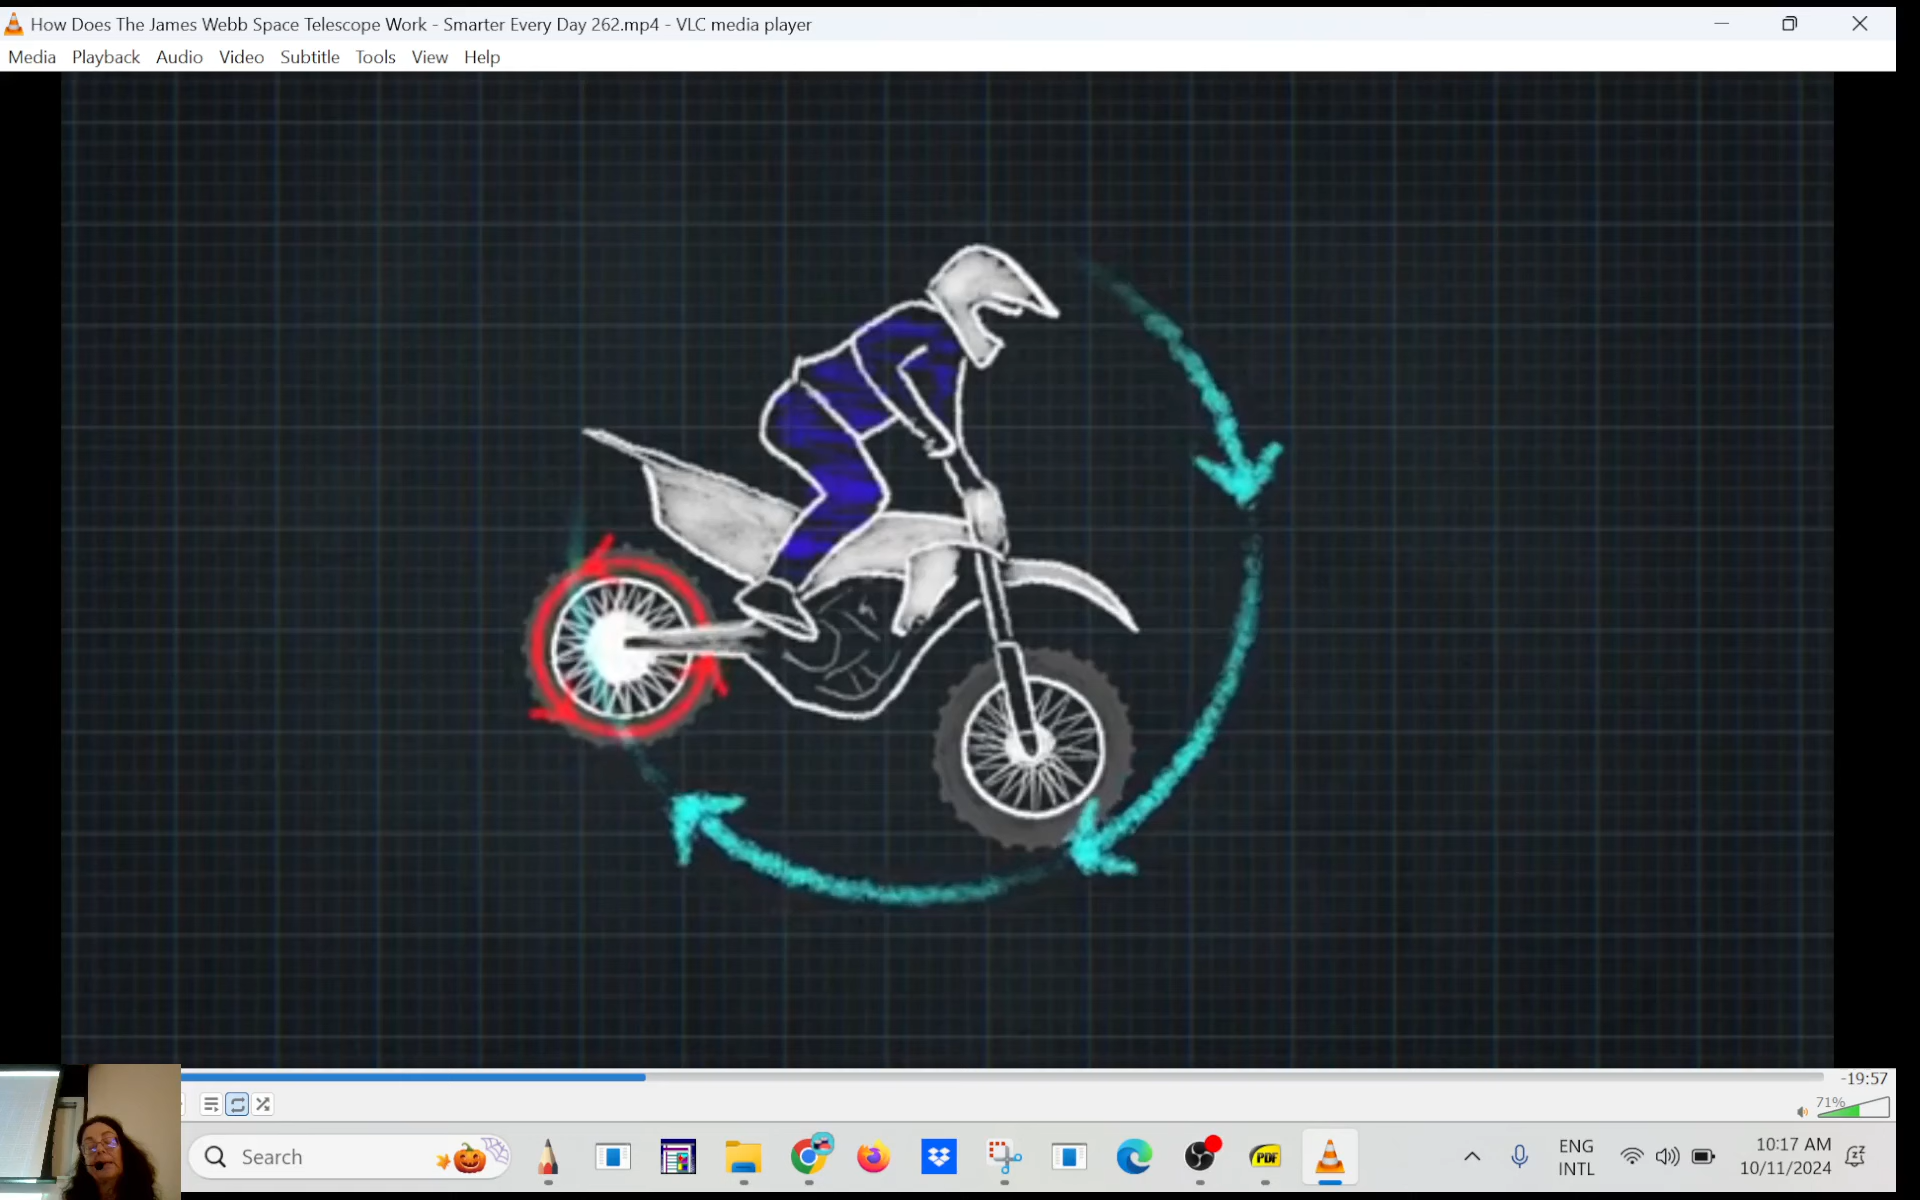 How Does The James Webb Space Telescope Work - Smarter Every Day 262.mp4 - VLC media player
Media Playback Audio Video Subtitle Tools View Help
-19:57
71%
Search
PDF
ENG
INTL
10:17 AM
10/11/2024